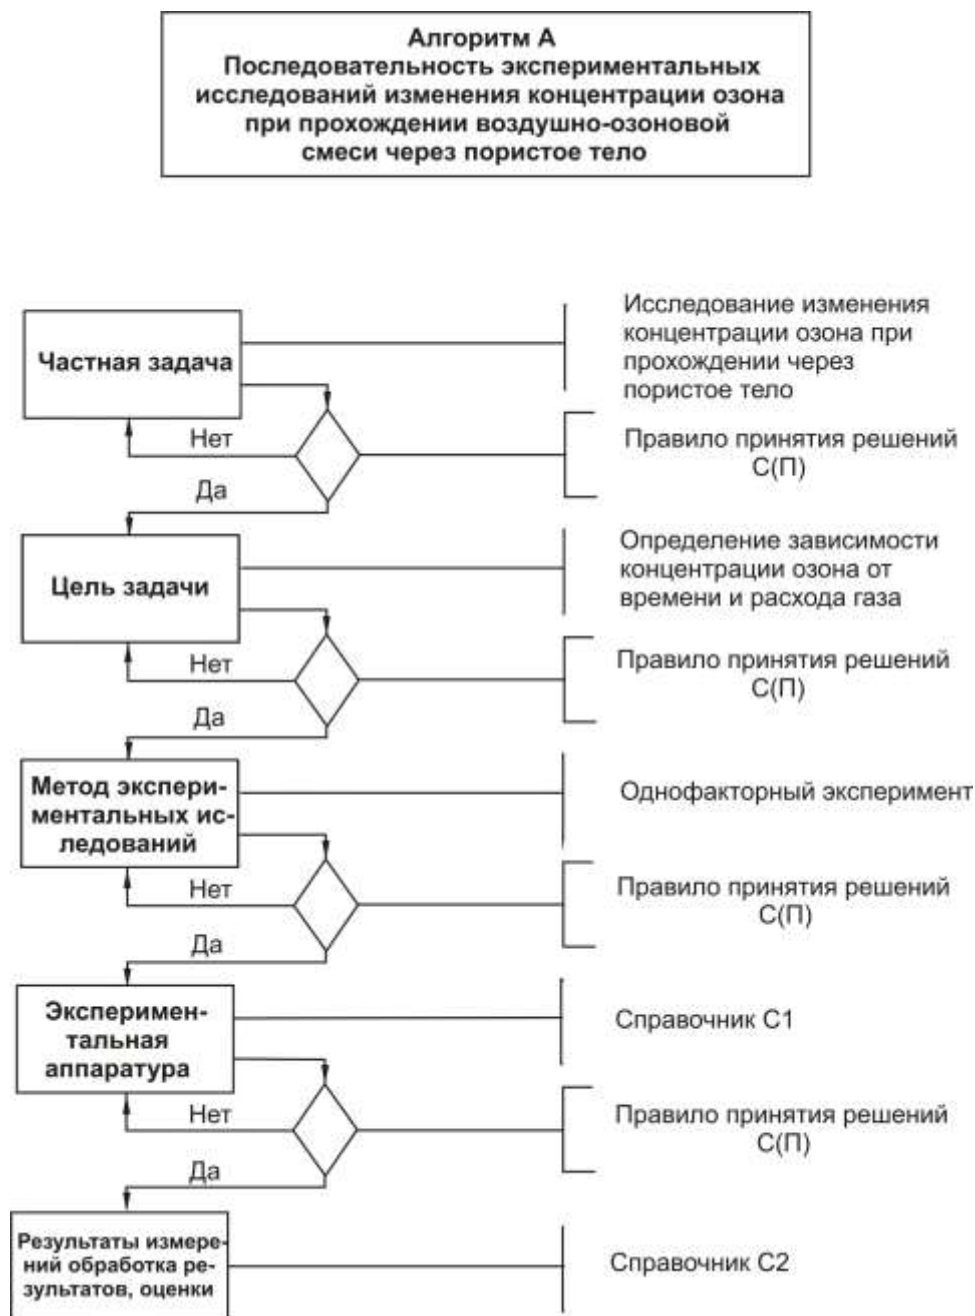 Алгоритм А
Последовательность экспериментальных
исследований изменения концентрации озона
при прохождении воздушно-озоновой
смеси через пористое тело
Частная задача
Исследование изменения
концентрации озона при
прохождении через
пористое тело
Нет
Правило принятия решений
С(П)
Да
Цель задачи
Определение зависимости
концентрации озона от
времени и расхода газа
Нет
Правило принятия решений
С(П)
Да
Метод экспери-
ментальных ис-
ледований
Однофакторный эксперимент
Нет
Правило принятия решений
С(П)
Да
Эксперимен-
тальная
аппаратура
Справочник С1
Нет
Правило принятия решений
С(П)
Да
Результаты измере-
ний обработка ре-
зультатов, оценки
Справочник С2